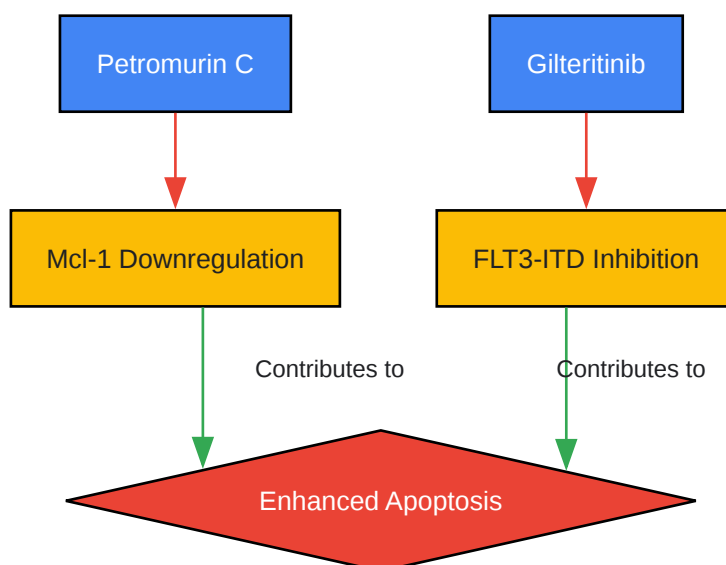 Petromurin C
Gilteritinib
Mcl-1 Downregulation
FLT3-ITD Inhibition
Contributes to
Contributes to
Enhanced Apoptosis